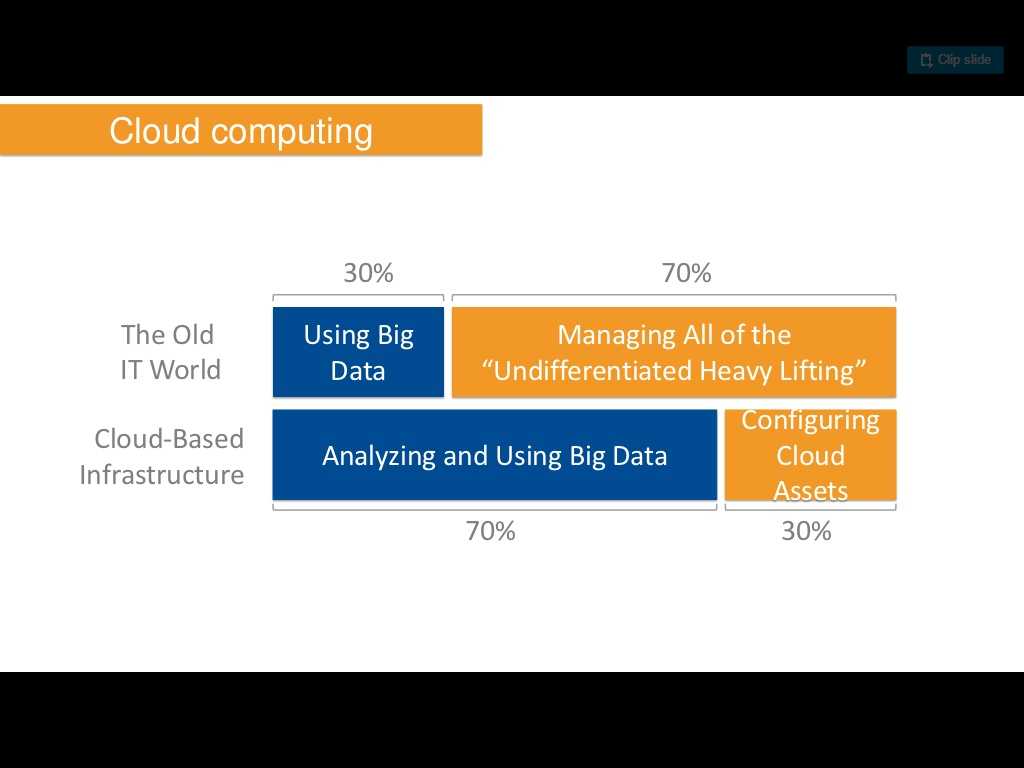 Clip slide
Cloud computing
30%
70%
The Old
IT World
Using Big
Data
Managing All of the
“Undifferentiated Heavy Lifting”
Cloud-Based
Infrastructure
Analyzing and Using Big Data
Configuring
Cloud
Assets
70%
30%